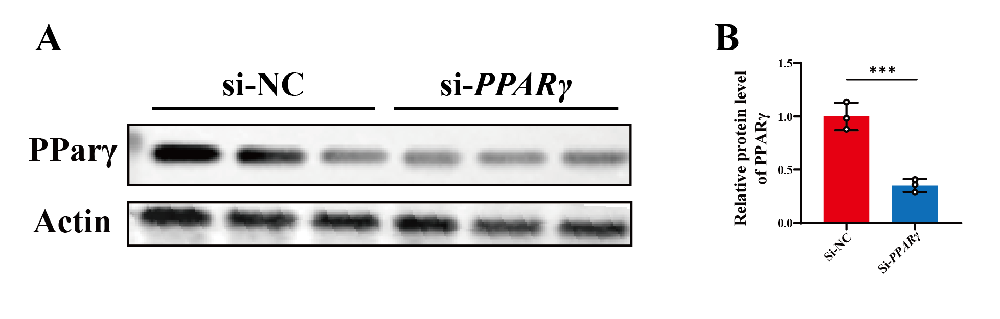 A
B
si-NC
si-PPARγ
PParγ
Actin
Relative protein level
of PPARγ
1.5
1.0
0.5
0.0
***
Si-NC
Si-PPARγ